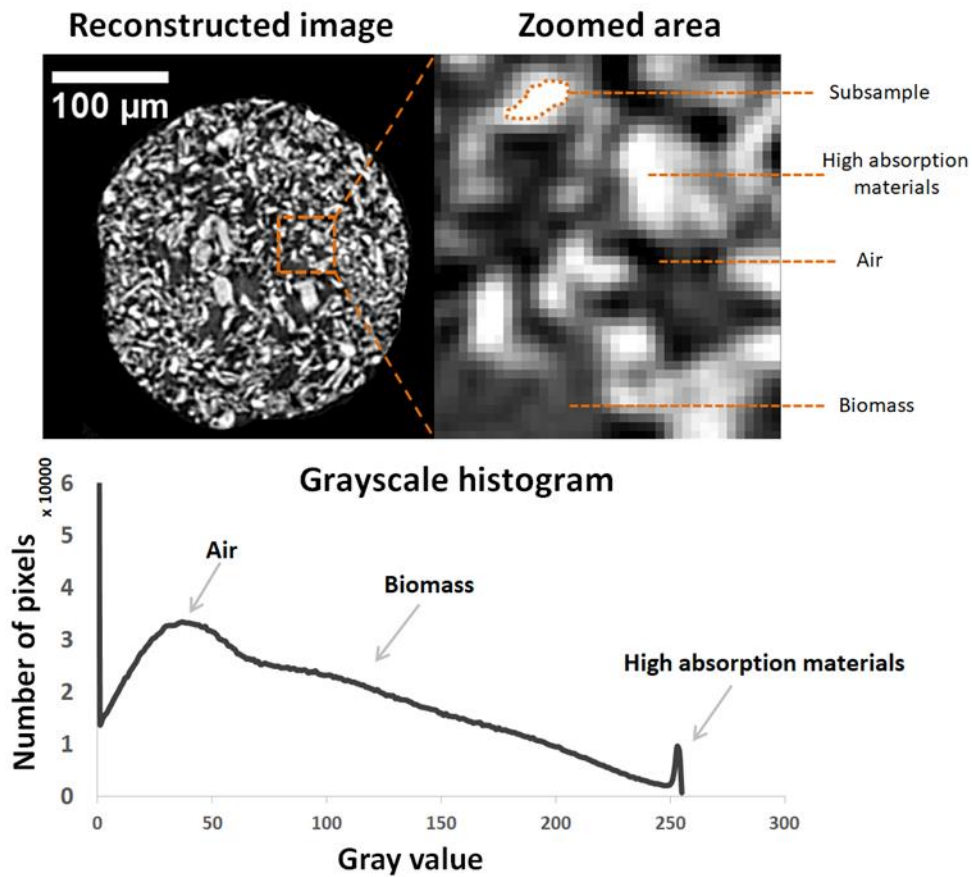 Reconstructed image
Zoomed area
100 µm
Subsample
High absorption
materials
Air
Biomass
Grayscale histogram
x 10000
Number of pixels
6
5
4
3
2
1
0
Air
Biomass
High absorption materials
0 50 100 150 200 250 300
Gray value